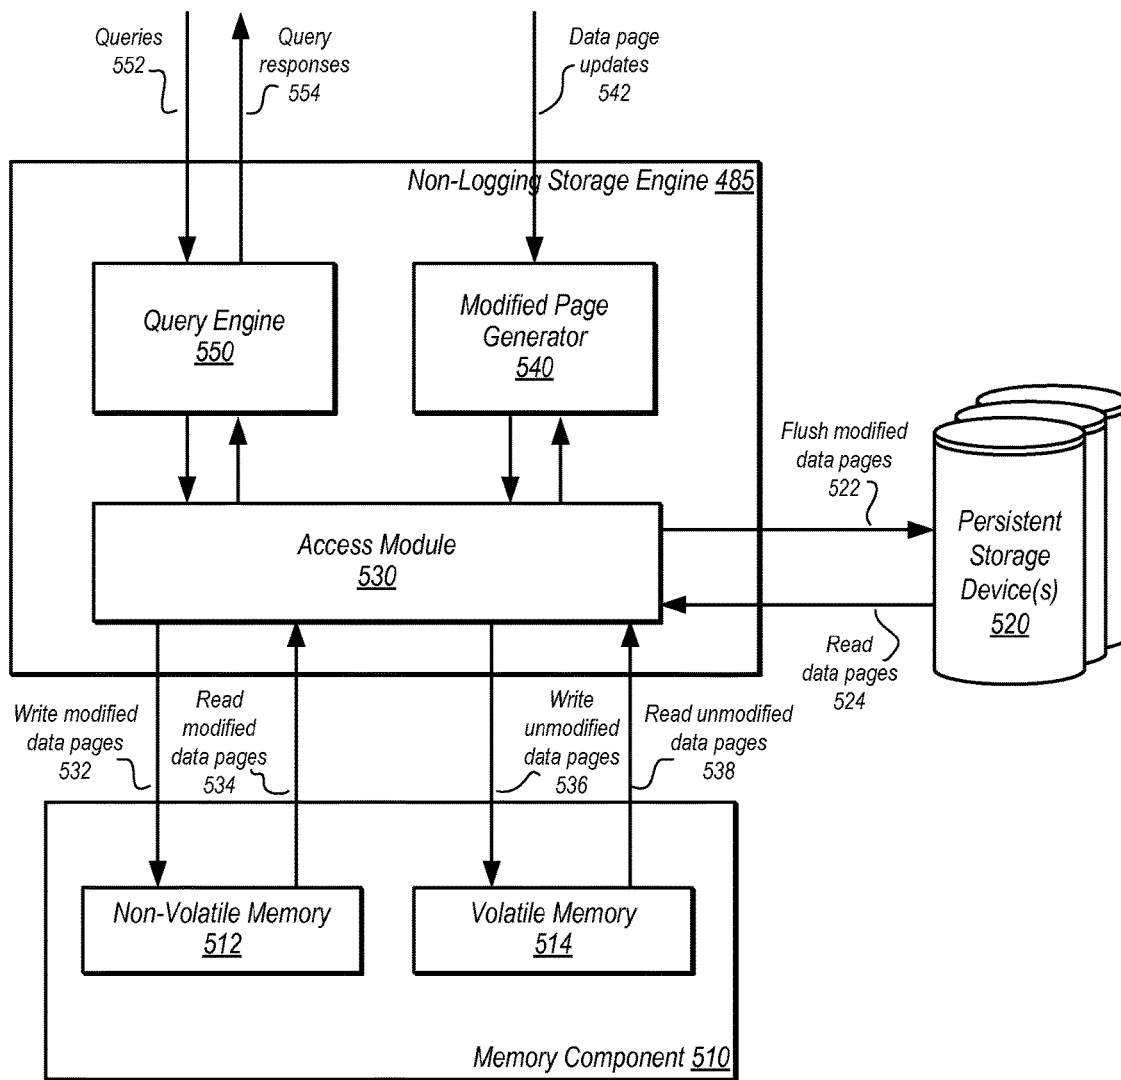 Queries
552
Query
responses
554
Data page
updates
542
Non-Logging Storage Engine 485
Query Engine
550
Modified Page
Generator
540
Flush modified
data pages
522
Access Module
530
Persistent
Storage
Device(s)
520
Read
data pages
524
Write modified
data pages
532
Read
modified
data pages
534
Write
unmodified
data pages
536
Read unmodified
data pages
538
Non-Volatile Memory
512
Volatile Memory
514
Memory Component 510